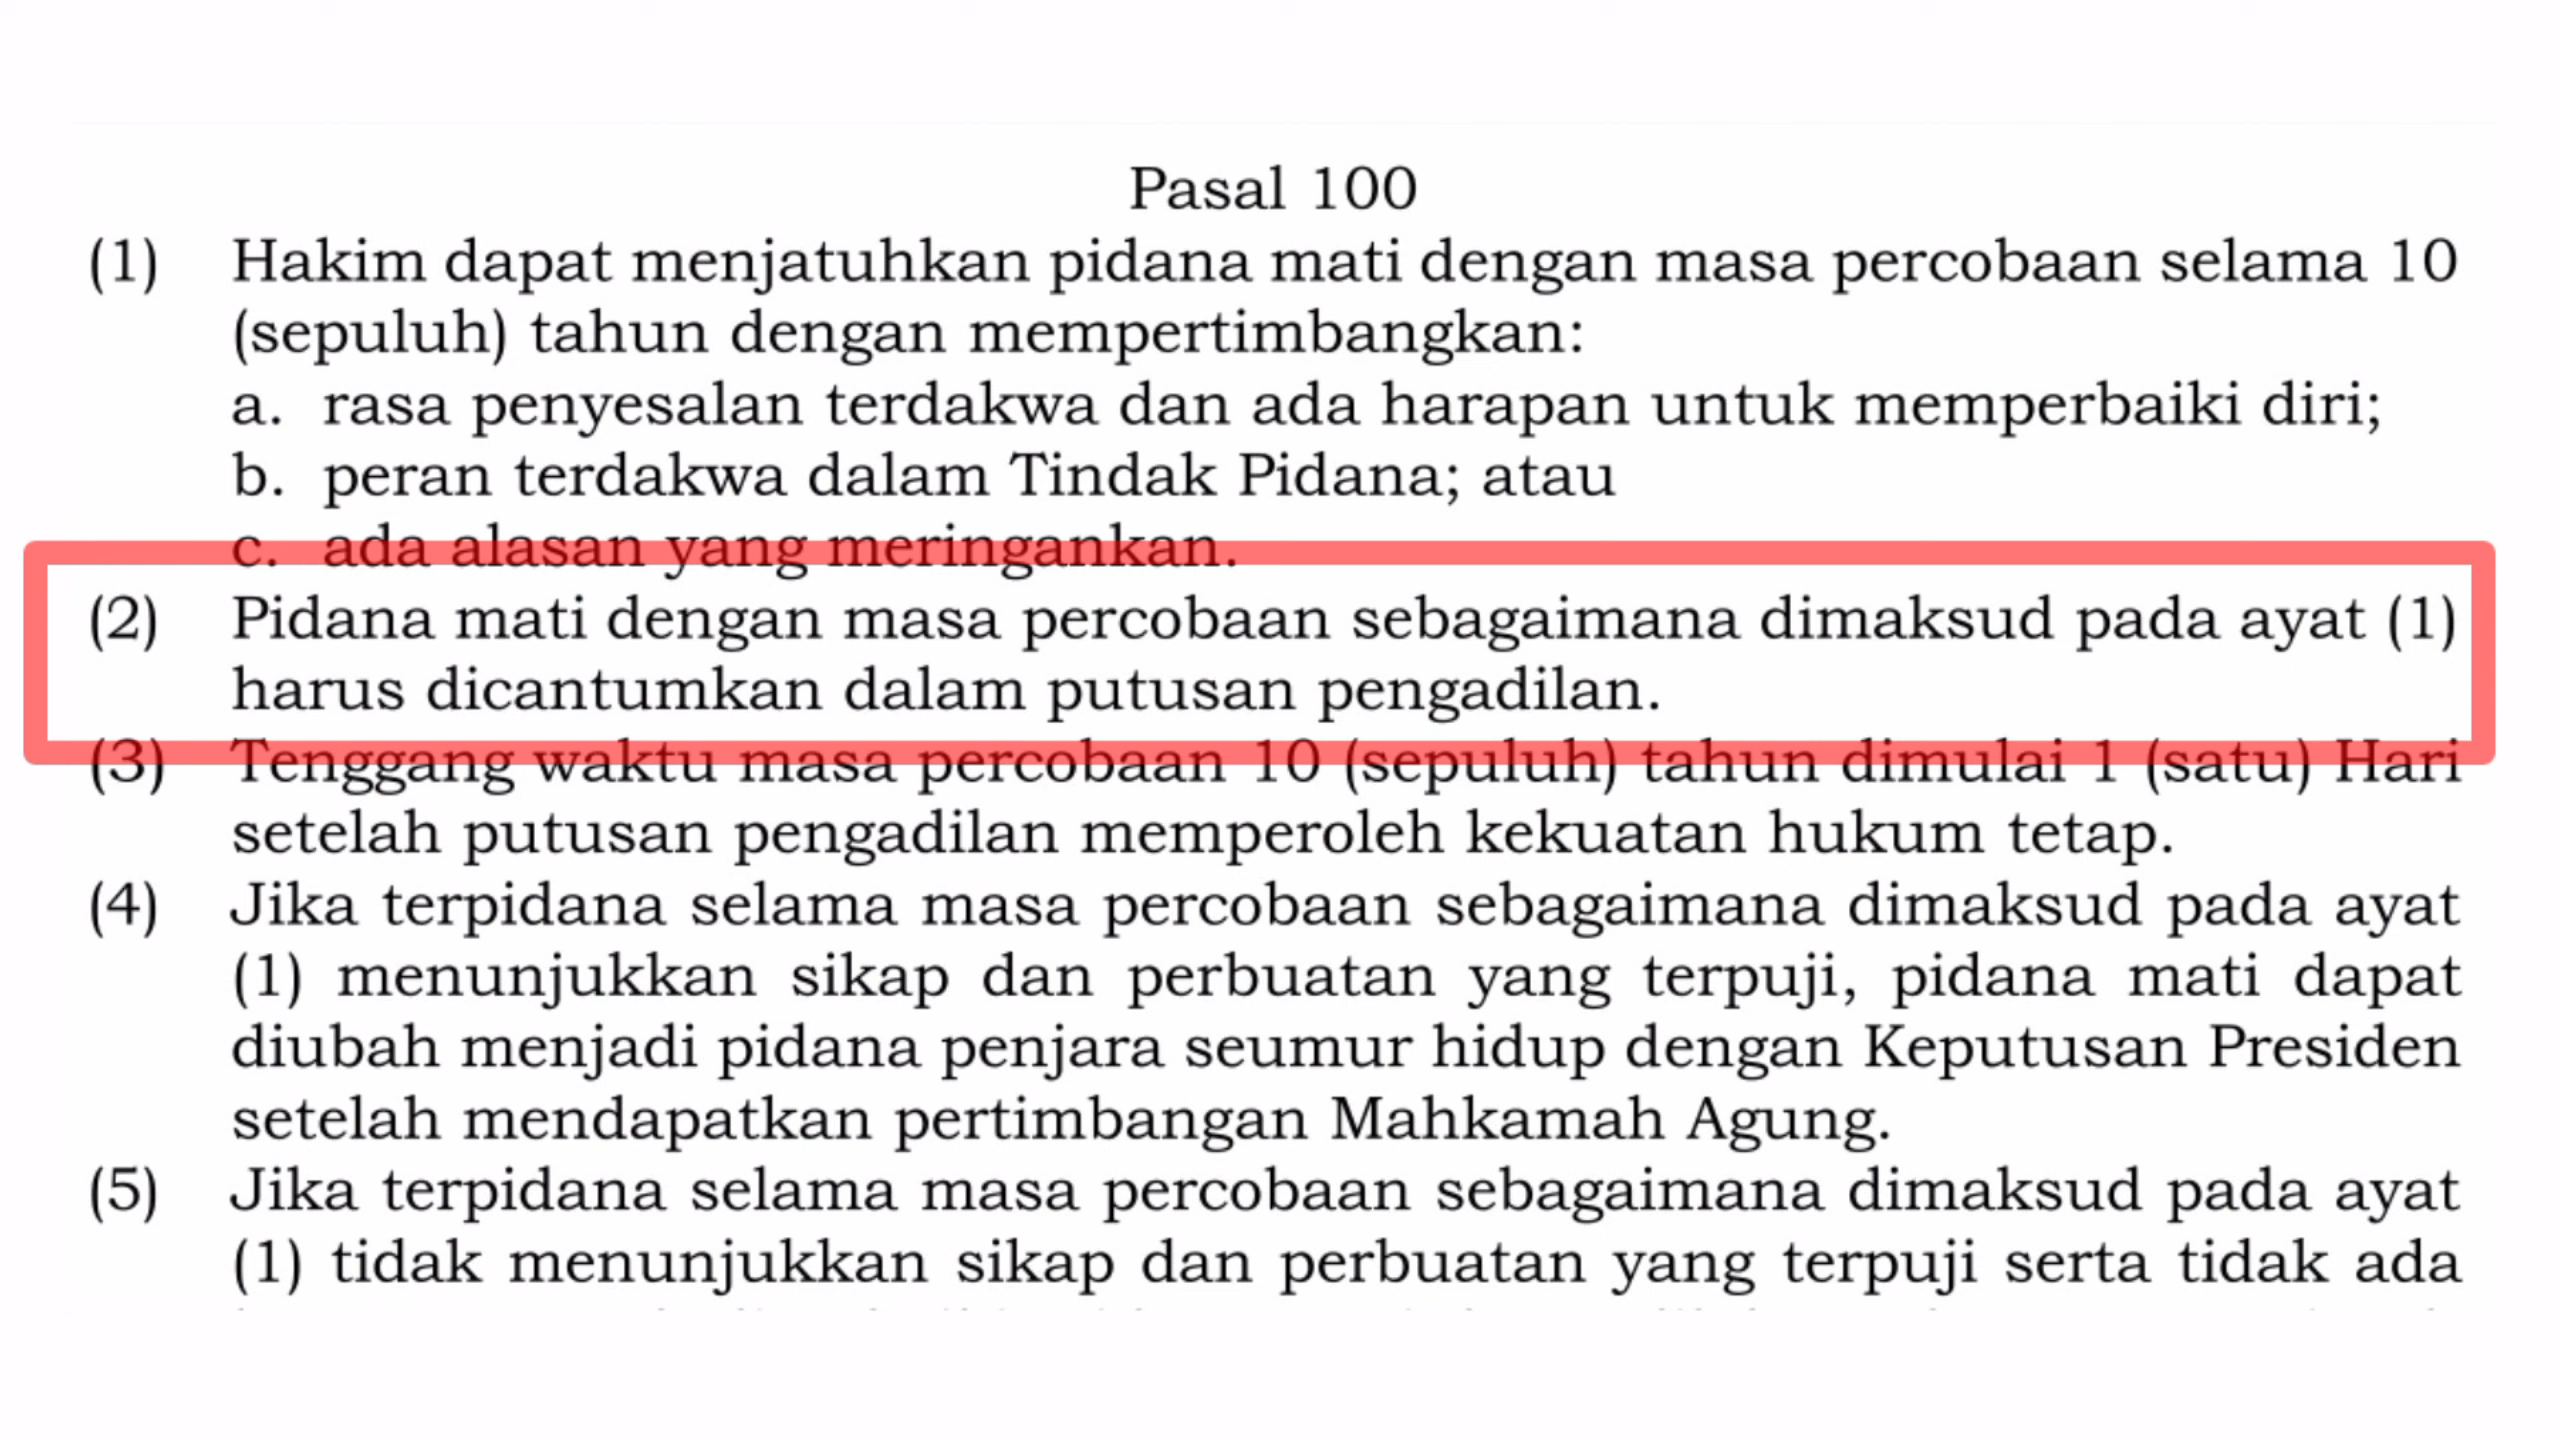 Pasal 100
(1) Hakim dapat menjatuhkan pidana mati dengan masa percobaan selama 10
(sepuluh) tahun dengan mempertimbangkan:
a. rasa penyesalan terdakwa dan ada harapan untuk memperbaiki diri;
b. peran terdakwa dalam Tindak Pidana; atau
c. ada alasan yang meringankan.
(2) Pidana mati dengan masa percobaan sebagaimana dimaksud pada ayat (1)
harus dicantumkan dalam putusan pengadilan.
(3) Tenggang waktu masa percobaan 10 (sepuluh) tahun dimulai 1 (satu) Hari
setelah putusan pengadilan memperoleh kekuatan hukum tetap.
(4) Jika terpidana selama masa percobaan sebagaimana dimaksud pada ayat
(1) menunjukkan sikap dan perbuatan yang terpuji, pidana mati dapat
diubah menjadi pidana penjara seumur hidup dengan Keputusan Presiden
setelah mendapatkan pertimbangan Mahkamah Agung.
(5) Jika terpidana selama masa percobaan sebagaimana dimaksud pada ayat
(1) tidak menunjukkan sikap dan perbuatan yang terpuji serta tidak ada